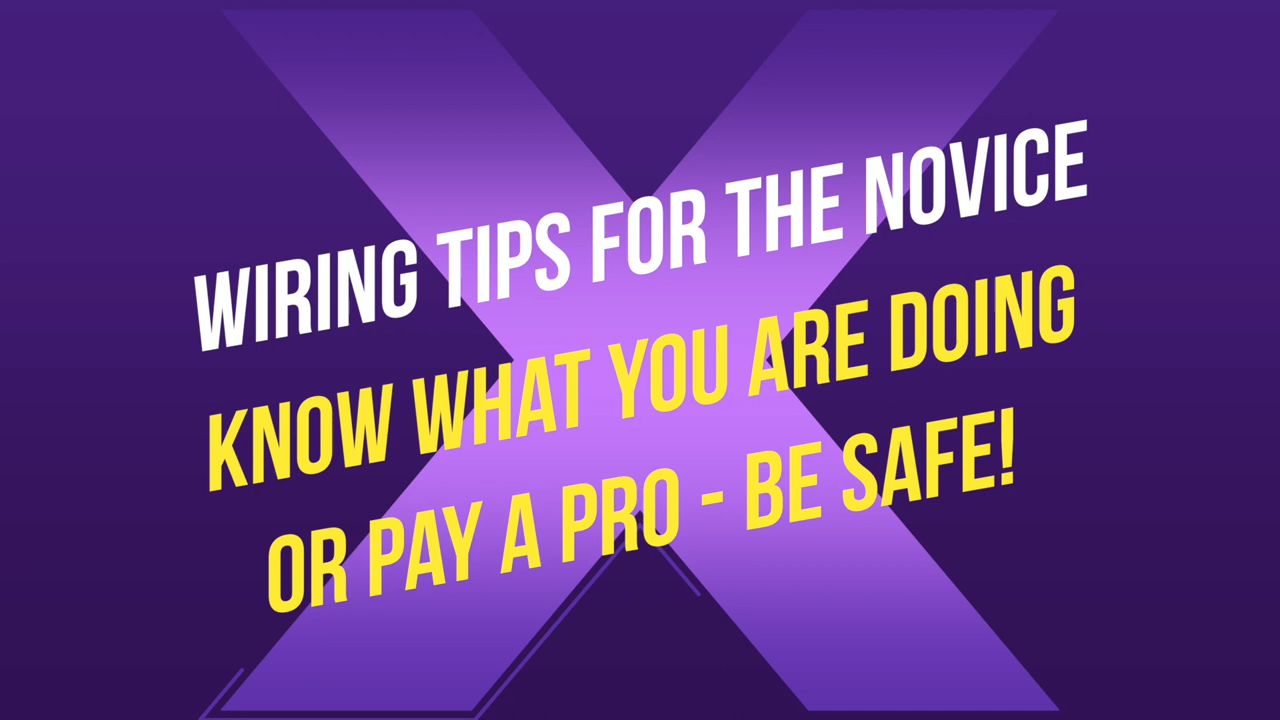 WIRING TIPS FOR THE NOVICE
KNOW WHAT YOU ARE DOING
OR PAY A PRO - BE SAFE!